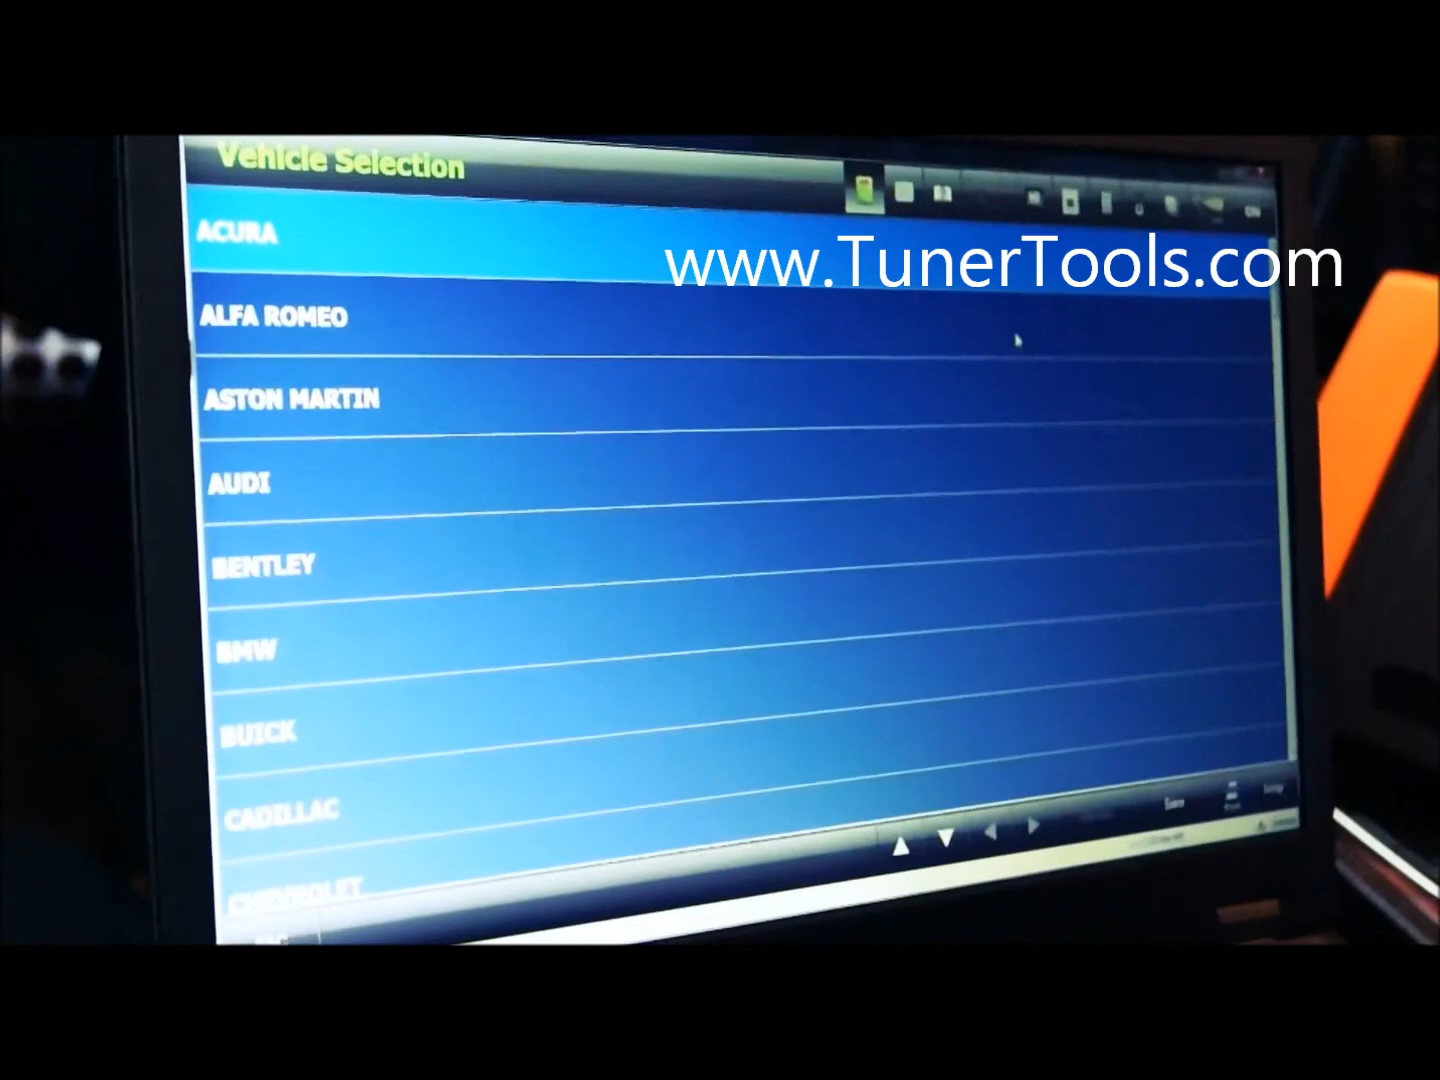 Vehicle Selection
ACURA
www.TunerTools.com
ALFA ROMEO
ASTON MARTIN
AUDI
BENTLEY
BMW
BUICK
CADILLAC
CHEVROLET